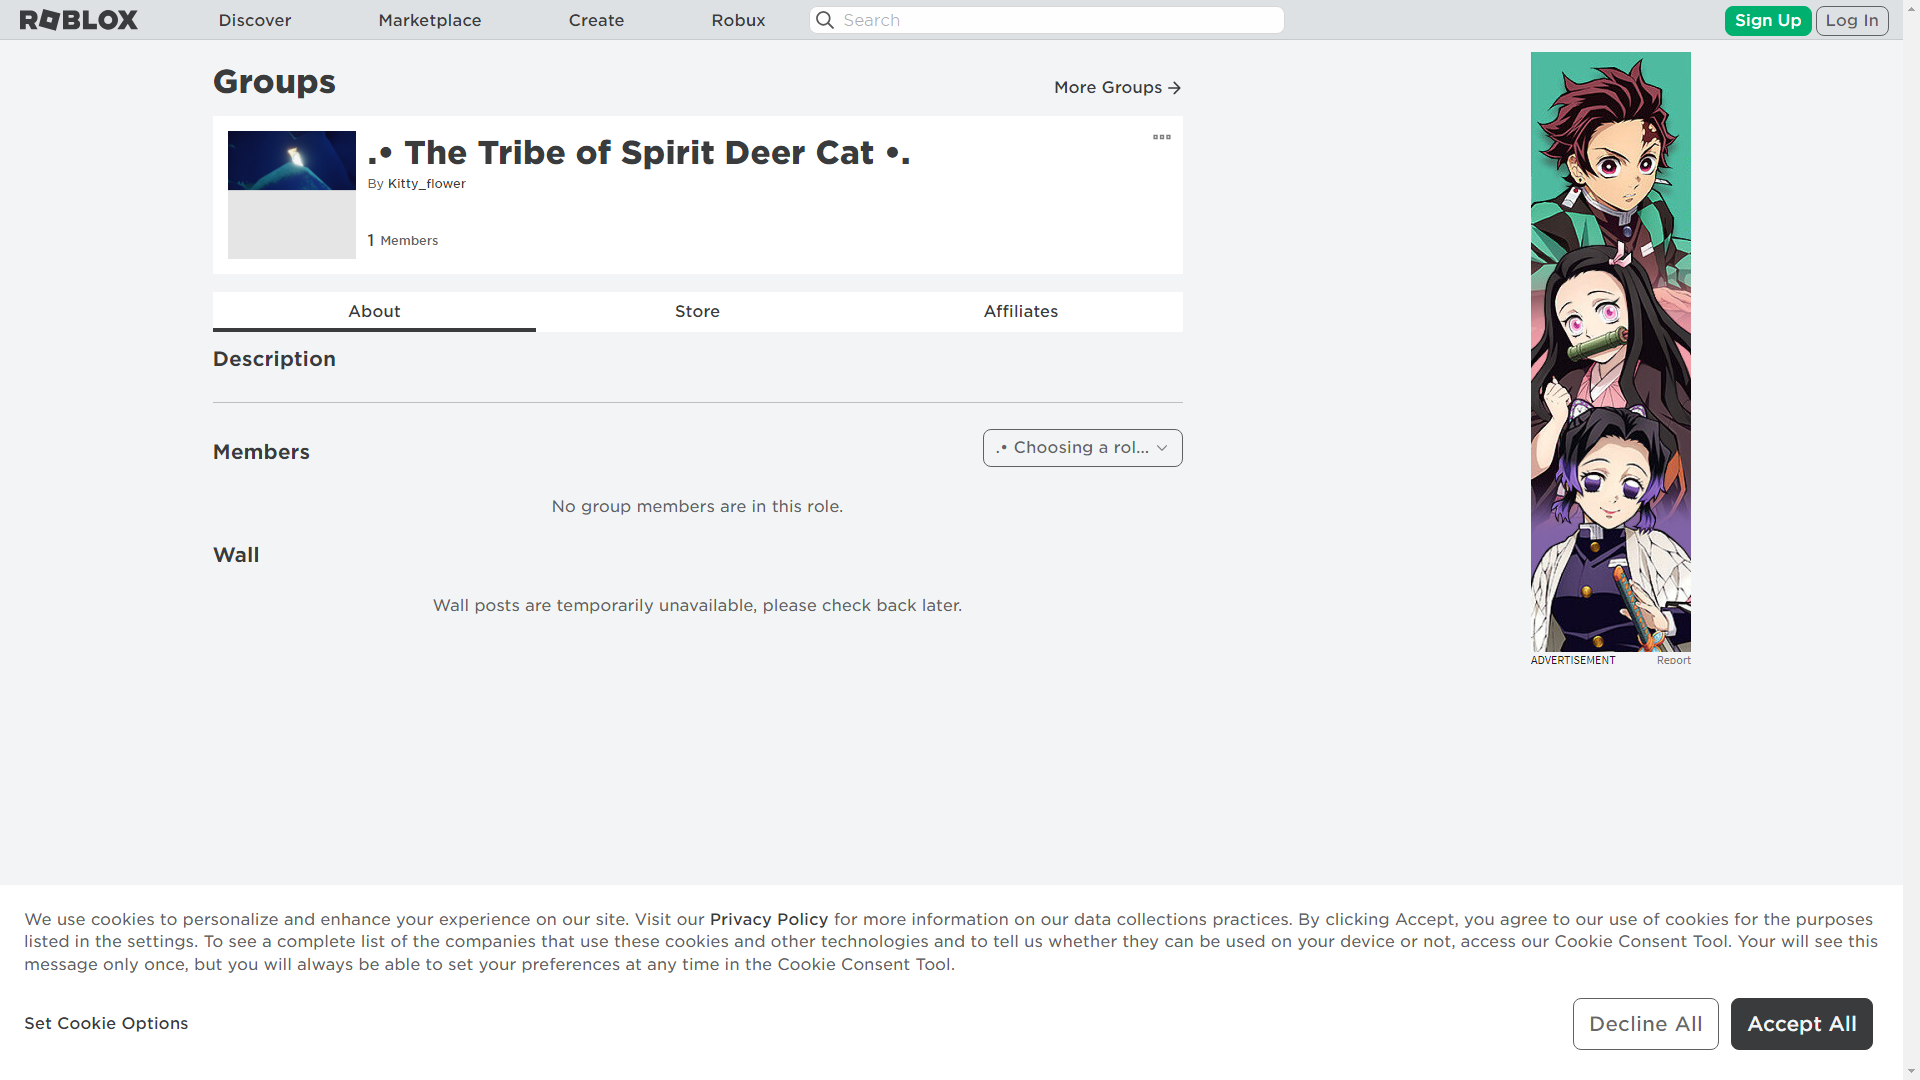 ROBLOX
Discover
Marketplace
Create
Robux
Search
Sign Up
Log In
Groups
More Groups
.• The Tribe of Spirit Deer Cat •.
By Kitty_flower
1 Members
About
Store
Affiliates
Description
Members
.• Choosing a rol...
No group members are in this role.
Wall
Wall posts are temporarily unavailable, please check back later.
ADVERTISEMENT
Report
We use cookies to personalize and enhance your experience on our site. Visit our Privacy Policy for more information on our data collections practices. By clicking Accept, you agree to our use of cookies for the purposes
listed in the settings. To see a complete list of the companies that use these cookies and other technologies and to tell us whether they can be used on your device or not, access our Cookie Consent Tool. Your will see this
message only once, but you will always be able to set your preferences at any time in the Cookie Consent Tool.
Set Cookie Options
Decline All
Accept All